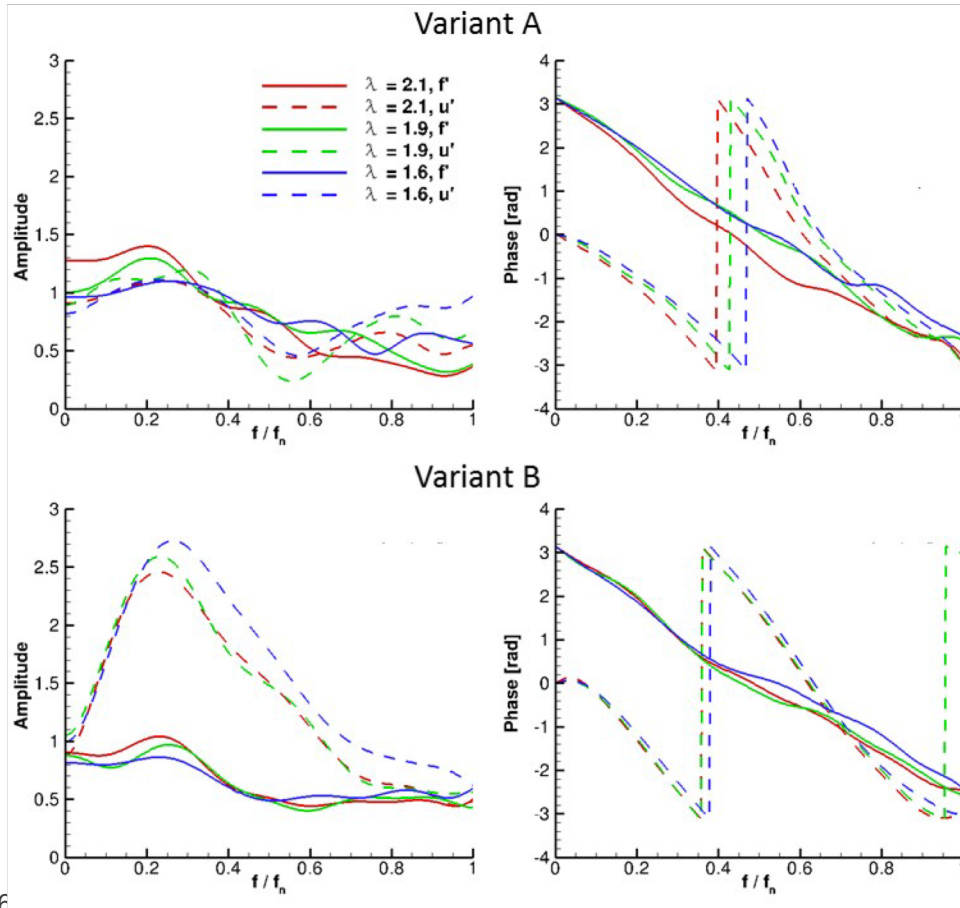 Variant A
3
2.5
2
1.5
1
0.5
0
Amplitude
λ = 2.1, f'
λ = 2.1, u'
λ = 1.9, f'
λ = 1.9, u'
λ = 1.6, f'
λ = 1.6, u'
0 0.2 0.4 0.6 0.8 1
f / fn
4
3
2
1
0
-1
-2
-3
-4
Phase [rad]
0 0.2 0.4 0.6 0.8
f / fn
Variant B
3
2.5
2
1.5
1
0.5
0
Amplitude
0 0.2 0.4 0.6 0.8 1
f / fn
4
3
2
1
0
-1
-2
-3
-4
Phase [rad]
0 0.2 0.4 0.6 0.8
f / fn
6